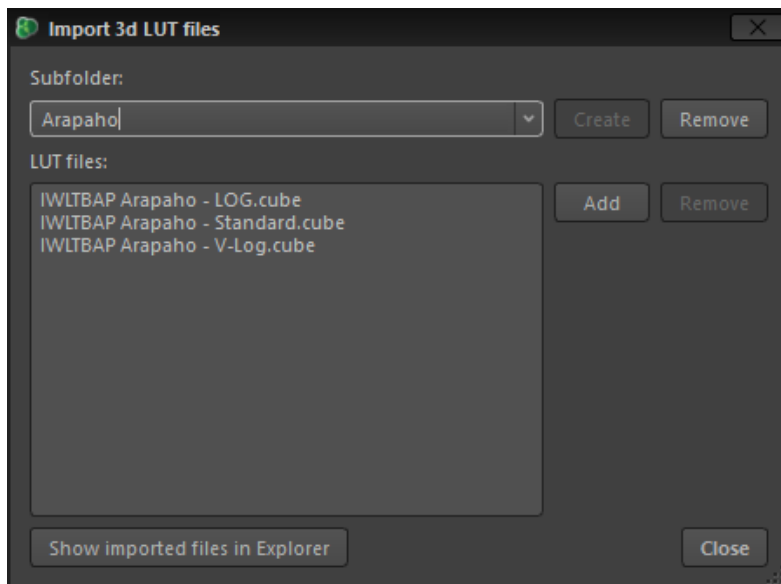 Import 3d LUT files
Subfolder:
Arapaho
Create
Remove
LUT files:
IWLTBAP Arapaho - LOG.cube
IWLTBAP Arapaho - Standard.cube
IWLTBAP Arapaho - V-Log.cube
Add
Remove
Show imported files in Explorer
Close